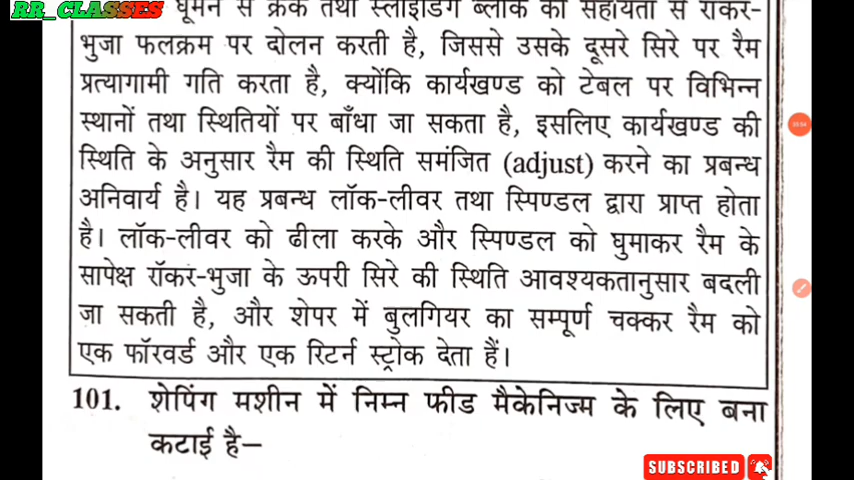 RR_CLASSES
घूमने से क्रैंक तथा स्लाइडिंग ब्लॉक की सहायता से रॉकर-
भुजा फलक्रम पर दोलन करती है, जिससे उसके दूसरे सिरे पर रैम
प्रत्यागामी गति करता है, क्योंकि कार्यखण्ड को टेबल पर विभिन्न
स्थानों तथा स्थितियों पर बाँधा जा सकता है, इसलिए कार्यखण्ड की
स्थिति के अनुसार रैम की स्थिति समंजित (adjust) करने का प्रबन्ध
अनिवार्य है। यह प्रबन्ध लॉक-लीवर तथा स्पिण्डल द्वारा प्राप्त होता
है। लॉक-लीवर को ढीला करके और स्पिण्डल को घुमाकर रैम के
सापेक्ष रॉकर-भुजा के ऊपरी सिरे की स्थिति आवश्यकतानुसार बदली
जा सकती है, और शेपर में बुलगियर का सम्पूर्ण चक्कर रैम को
एक फॉरवर्ड और एक रिटर्न स्ट्रोक देता हैं।
101. शेपिंग मशीन में निम्न फीड मैकेनिज्म के लिए बना
कटाई है–
SUBSCRIBED